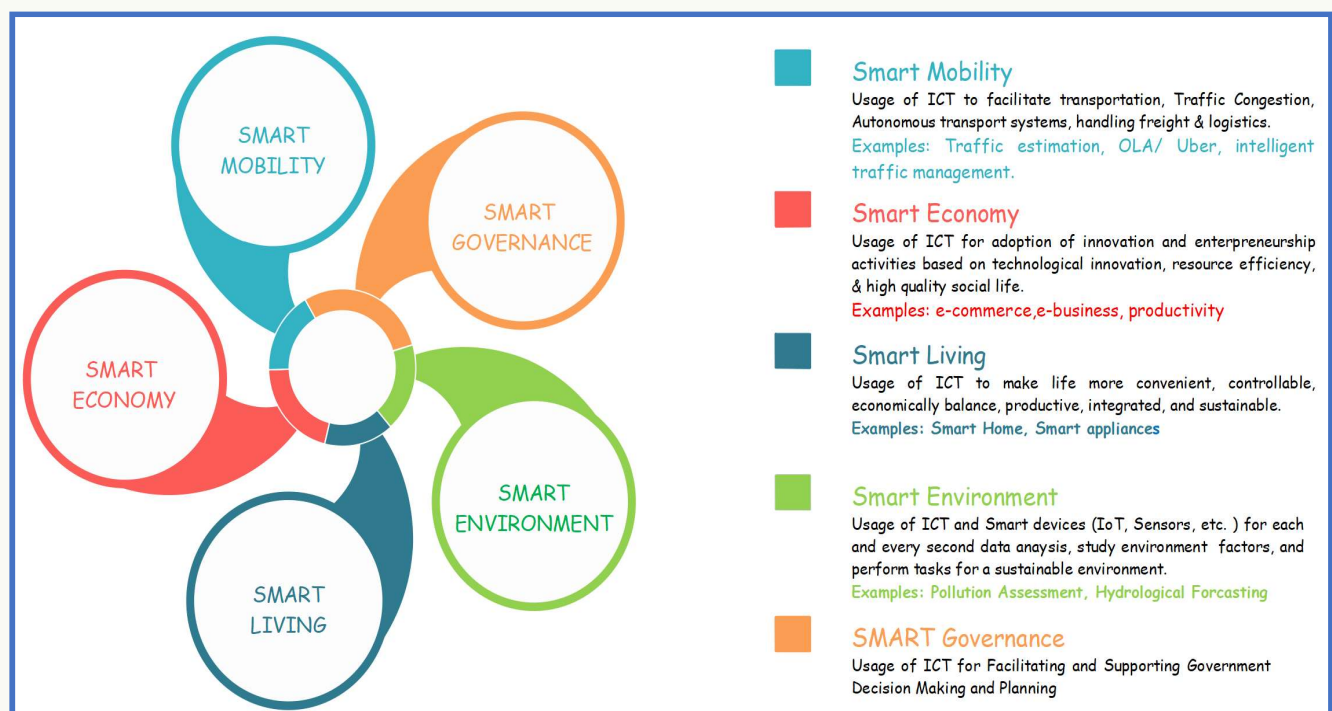 SMART
MOBILITY
SMART
GOVERNANCE
SMART
ECONOMY
SMART
ENVIRONMENT
SMART
LIVING
Smart Mobility
Usage of ICT to facilitate transportation, Traffic Congestion,
Autonomous transport systems, handling freight & logistics.
Examples: Traffic estimation, OLA/ Uber, intelligent
traffic management.
Smart Economy
Usage of ICT for adoption of innovation and enterpreneurship
activities based on technological innovation, resource efficiency,
& high quality social life.
Examples: e-commerce,e-business, productivity
Smart Living
Usage of ICT to make life more convenient, controllable,
economically balance, productive, integrated, and sustainable.
Examples: Smart Home, Smart appliances
Smart Environment
Usage of ICT and Smart devices (IoT, Sensors, etc. ) for each
and every second data anaysis, study environment factors, and
perform tasks for a sustainable environment.
Examples: Pollution Assessment, Hydrological Forcasting
SMART Governance
Usage of ICT for Facilitating and Supporting Government
Decision Making and Planning